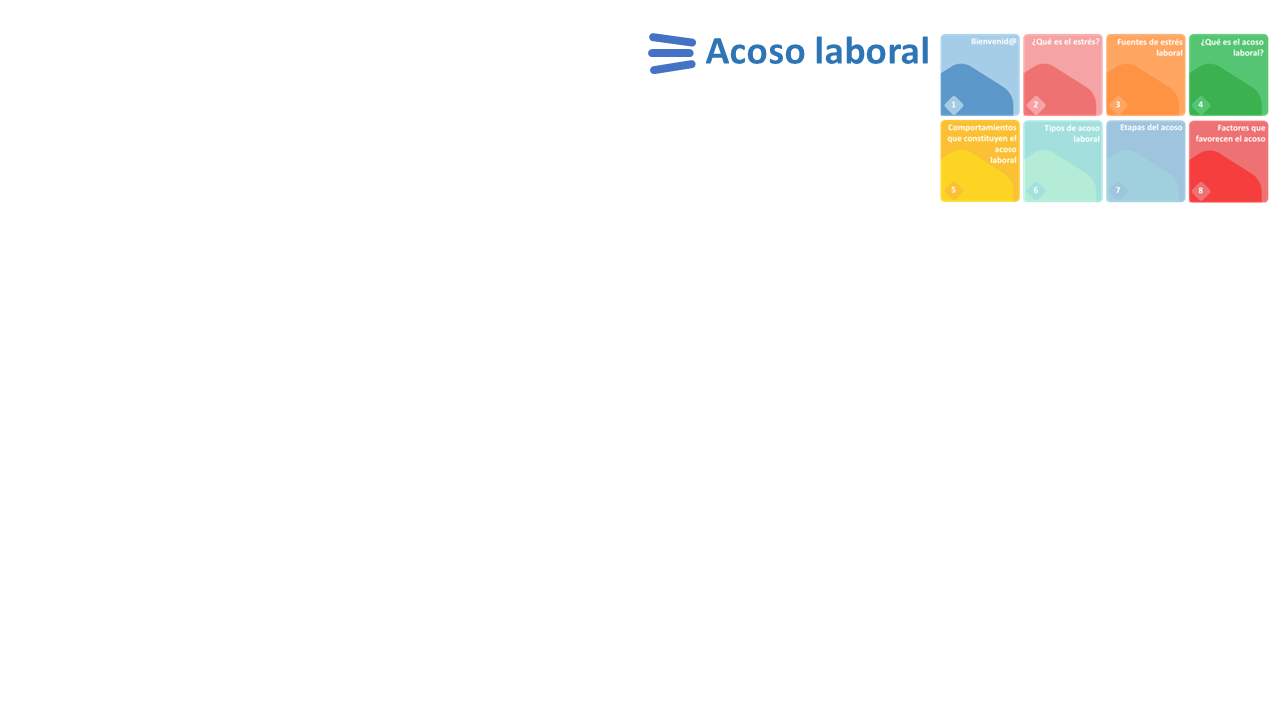 Acoso laboral
Bienvenid@
1
¿Qué es el estrés?
2
Fuentes de estrés
laboral
3
¿Qué es el acoso
laboral?
4
Comportamientos
que constituyen el
acoso
laboral
5
Tipos de acoso
laboral
6
Etapas del acoso
7
Factores que
favorecen el acoso
8